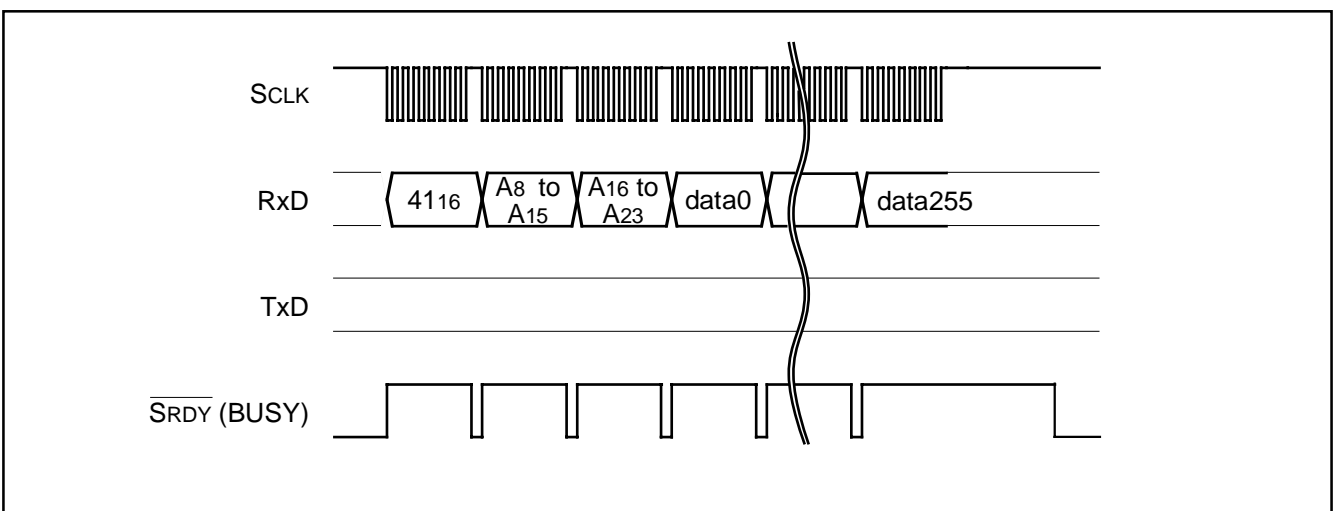 SCLK
RxD
4116
A8 to
A15
A16 to
A23
data0
data255
TxD
SRDY (BUSY)